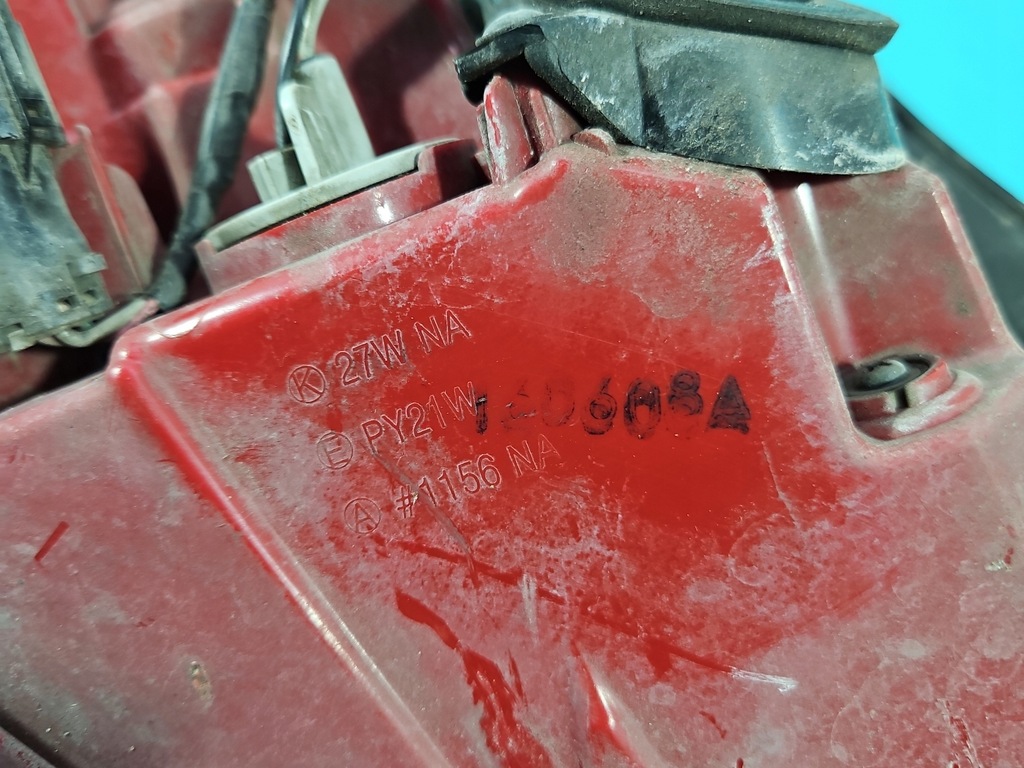 Ⓚ 27W NA
Ⓔ PY21W
Ⓐ #1156 NA